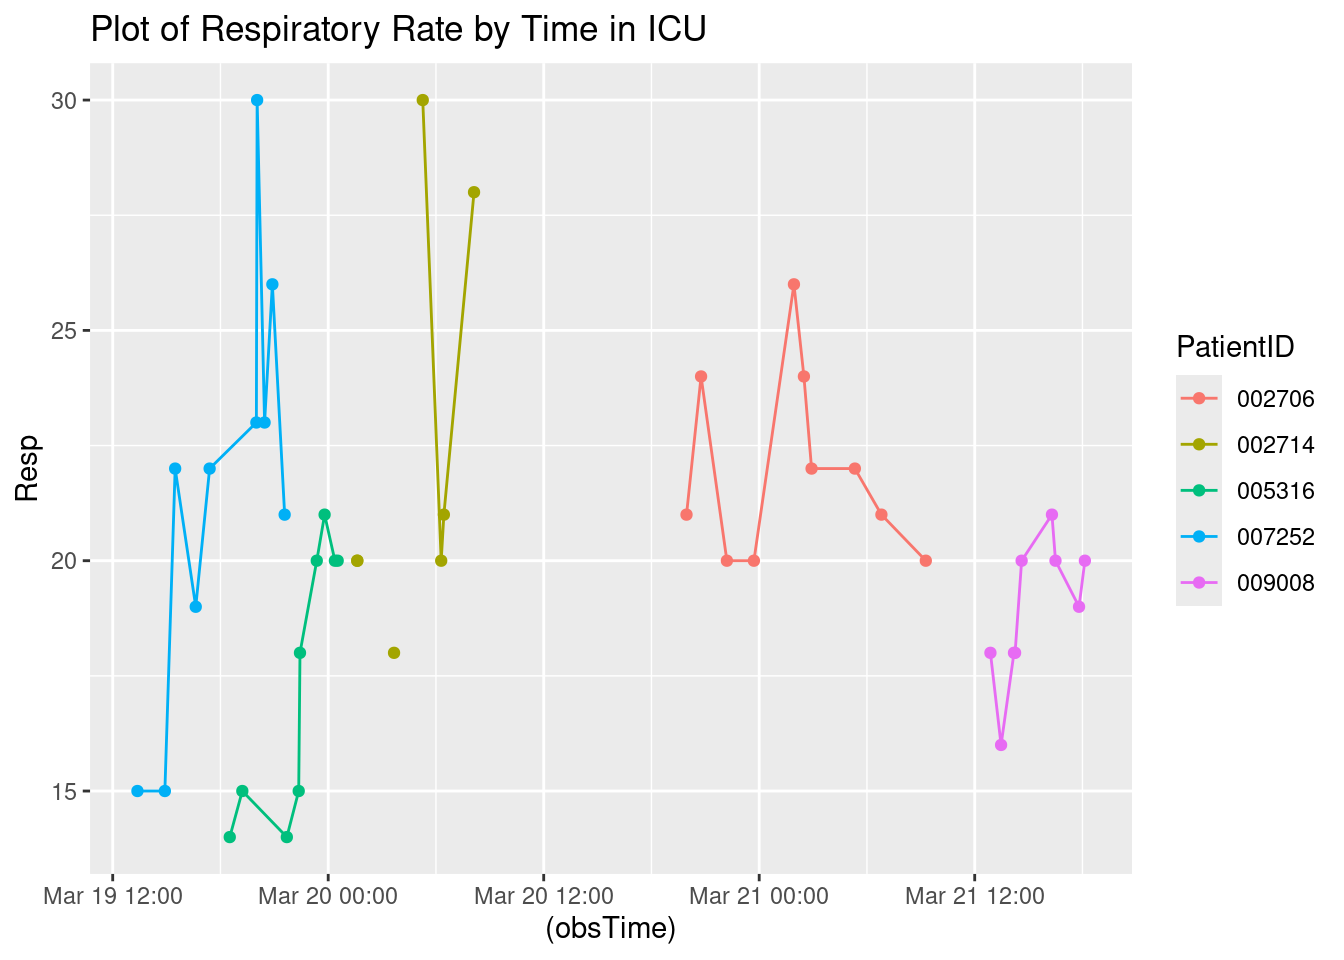 Plot of Respiratory Rate by Time in ICU
30
25
20
15
Resp
Mar 19 12:00 Mar 20 00:00 Mar 20 12:00 Mar 21 00:00 Mar 21 12:00
(obsTime)
PatientID
002706
002714
005316
007252
009008